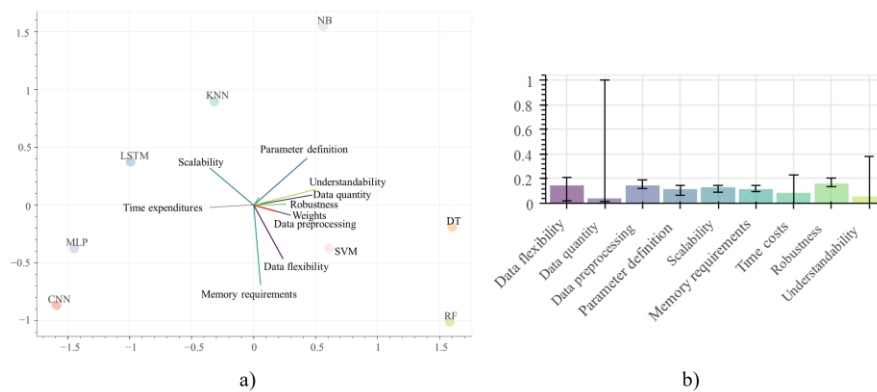 1.5
1
0.5
0
−0.5
−1
−1.5
−1
−0.5
0
0.5
1
1.5
NB
KNN
LSTM
MLP
CNN
DT
SVM
RF
Parameter definition
Scalability
Understandability
Data quantity
Robustness
Time expenditures
Weights
Data preprocessing
Data flexibility
Memory requirements
a)
1
0.8
0.6
0.4
0.2
0
Data flexibility
Data quantity
Data preprocessing
Parameter definition
Scalability
Memory requirements
Time costs
Robustness
Understandability
b)